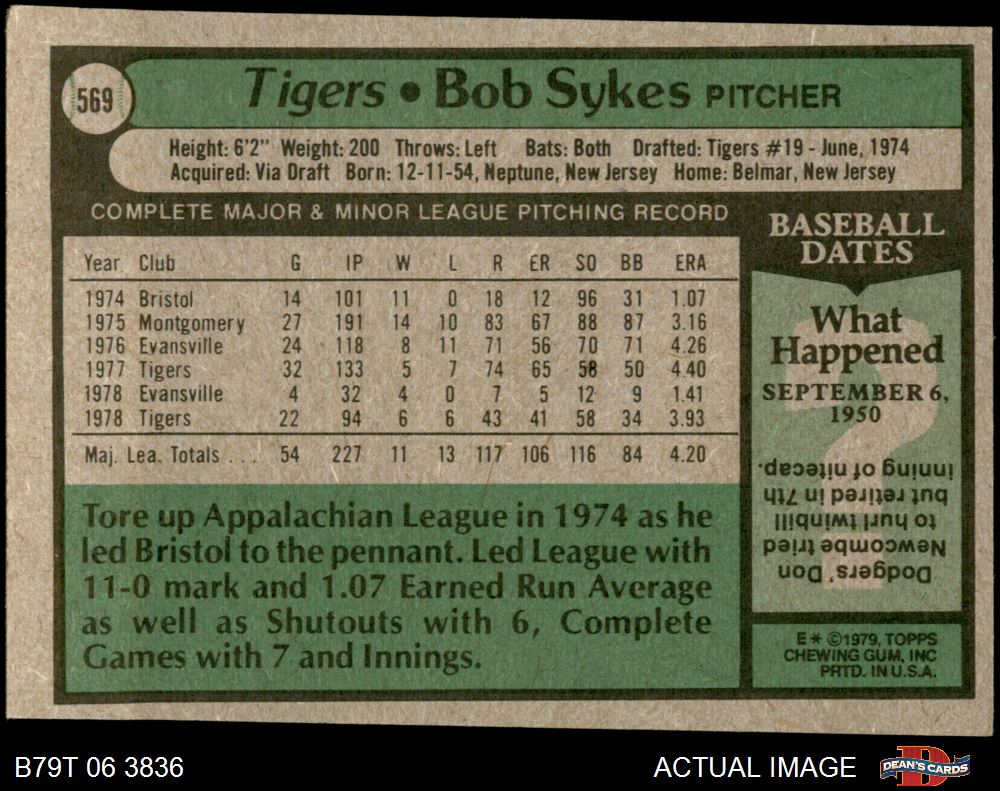 569
Tigers • Bob Sykes PITCHER
Height: 6'2" Weight: 200 Throws: Left Bats: Both Drafted: Tigers #19 - June, 1974
Acquired: Via Draft Born: 12-11-54, Neptune, New Jersey Home: Belmar, New Jersey
COMPLETE MAJOR & MINOR LEAGUE PITCHING RECORD
Year Club G IP W L R ER SO BB ERA
1974 Bristol 14 101 11 0 18 12 96 31 1.07
1975 Montgomery 27 191 14 10 83 67 88 87 3.16
1976 Evansville 24 118 8 11 71 56 70 71 4.26
1977 Tigers 32 133 5 7 74 65 58 50 4.40
1978 Evansville 4 32 4 0 7 5 12 9 1.41
1978 Tigers 22 94 6 6 43 41 58 34 3.93
Maj. Lea. Totals ... 54 227 11 13 117 106 116 84 4.20
Tore up Appalachian League in 1974 as he
led Bristol to the pennant. Led League with
11-0 mark and 1.07 Earned Run Average
as well as Shutouts with 6, Complete
Games with 7 and Innings.
BASEBALL
DATES
What
Happened
SEPTEMBER 6,
1950
?
Dodgers' Don
Newcombe tried
to hurl twinbill
but retired in 7th
inning of nitecap.
E* ©1979, TOPPS
CHEWING GUM, INC
PRTD. IN U.S.A.
B79T 06 3836
ACTUAL IMAGE
D
DEAN'S CARDS